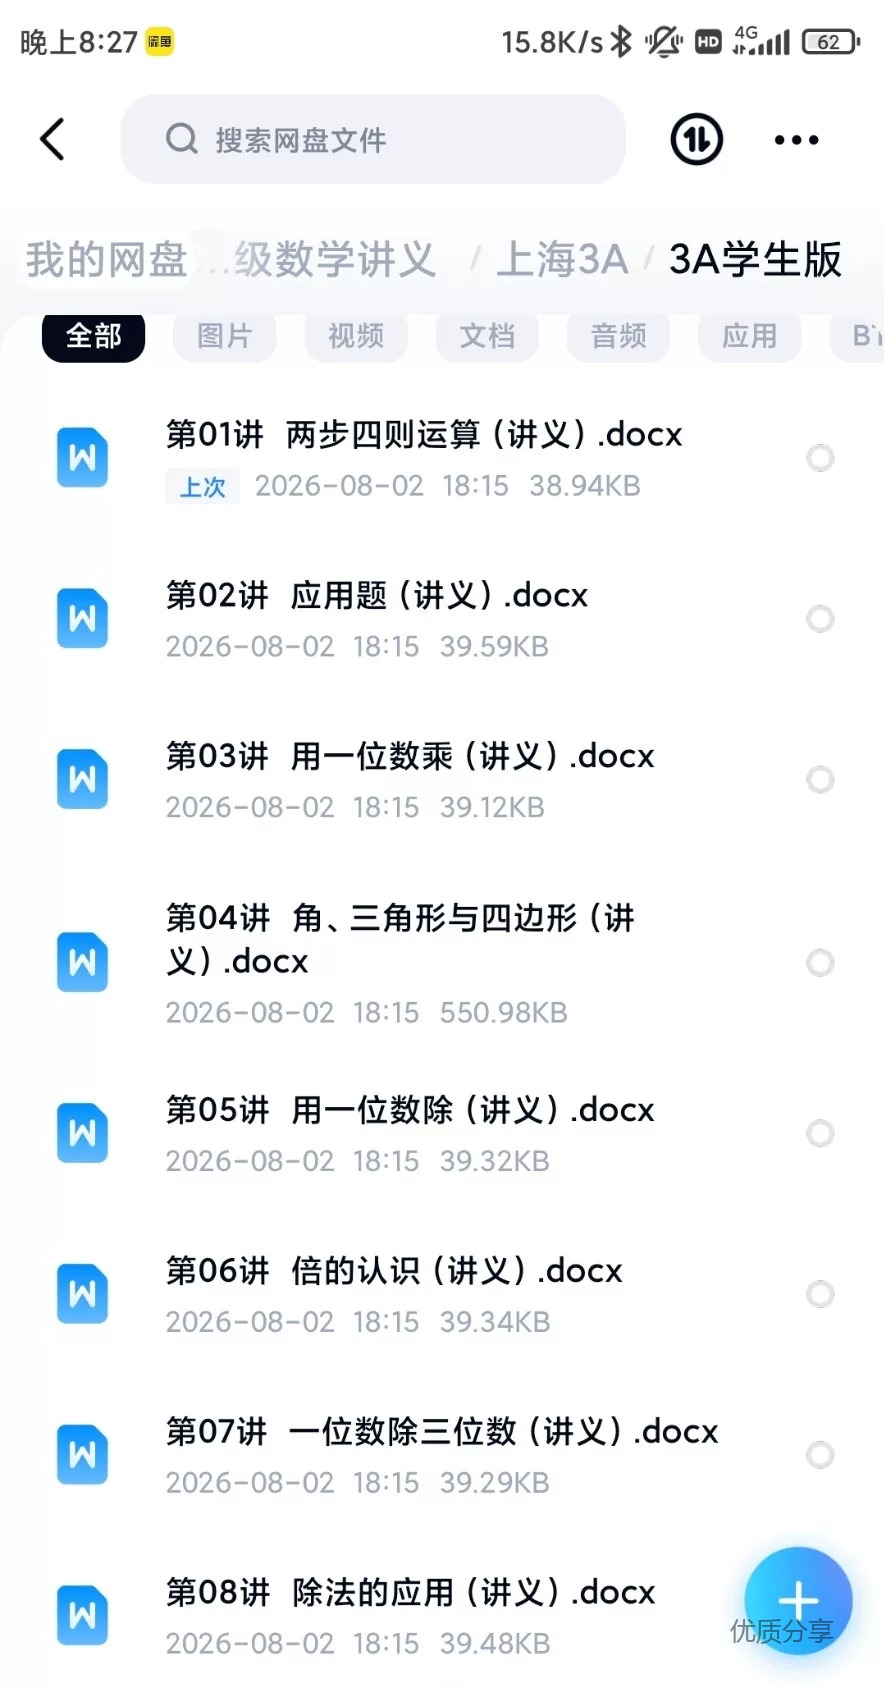 晚上8:27 闲鱼 15.8K/s HD 4G 62
搜索网盘文件
我的网盘 ...级数学讲义 / 上海3A / 3A学生版
全部 图片 视频 文档 音频 应用
第01讲 两步四则运算（讲义）.docx
上次 2026-08-02 18:15 38.94KB
第02讲 应用题（讲义）.docx
2026-08-02 18:15 39.59KB
第03讲 用一位数乘（讲义）.docx
2026-08-02 18:15 39.12KB
第04讲 角、三角形与四边形（讲
义）.docx
2026-08-02 18:15 550.98KB
第05讲 用一位数除（讲义）.docx
2026-08-02 18:15 39.32KB
第06讲 倍的认识（讲义）.docx
2026-08-02 18:15 39.34KB
第07讲 一位数除三位数（讲义）.docx
2026-08-02 18:15 39.29KB
第08讲 除法的应用（讲义）.docx
2026-08-02 18:15 39.48KB
优质分享